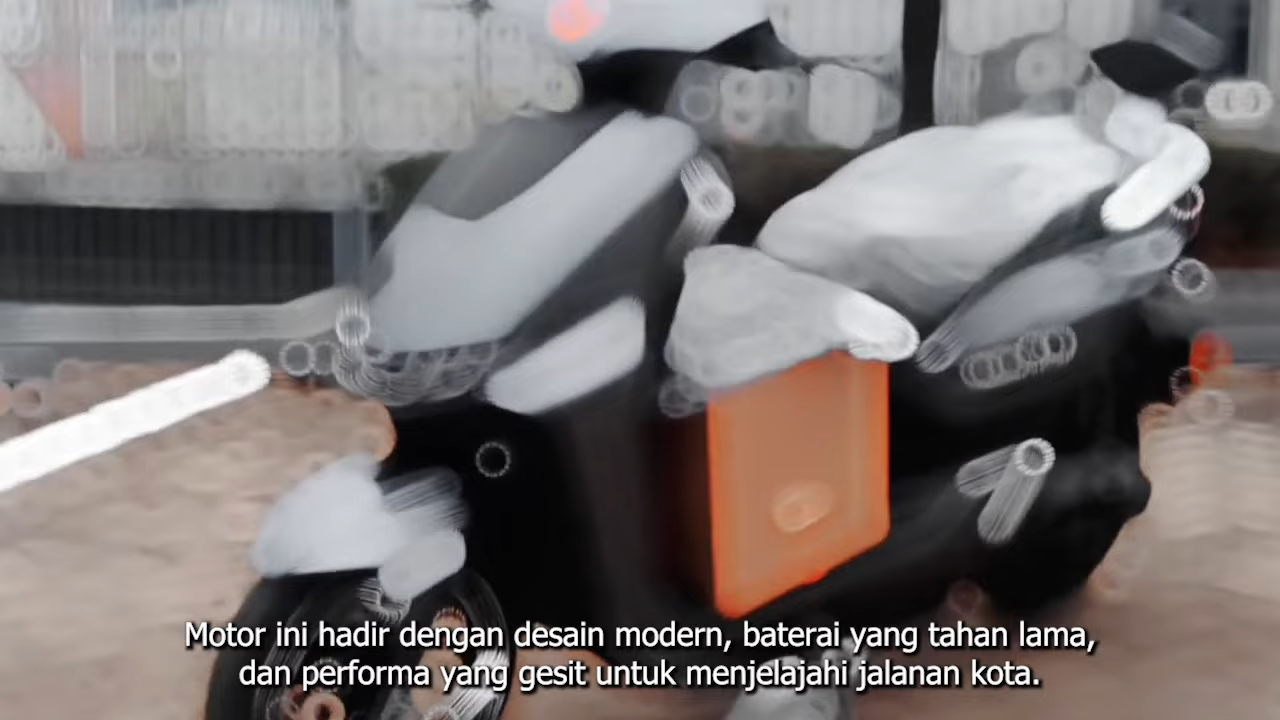 Motor ini hadir dengan desain modern, baterai yang tahan lama,
dan performa yang gesit untuk menjelajahi jalanan kota.